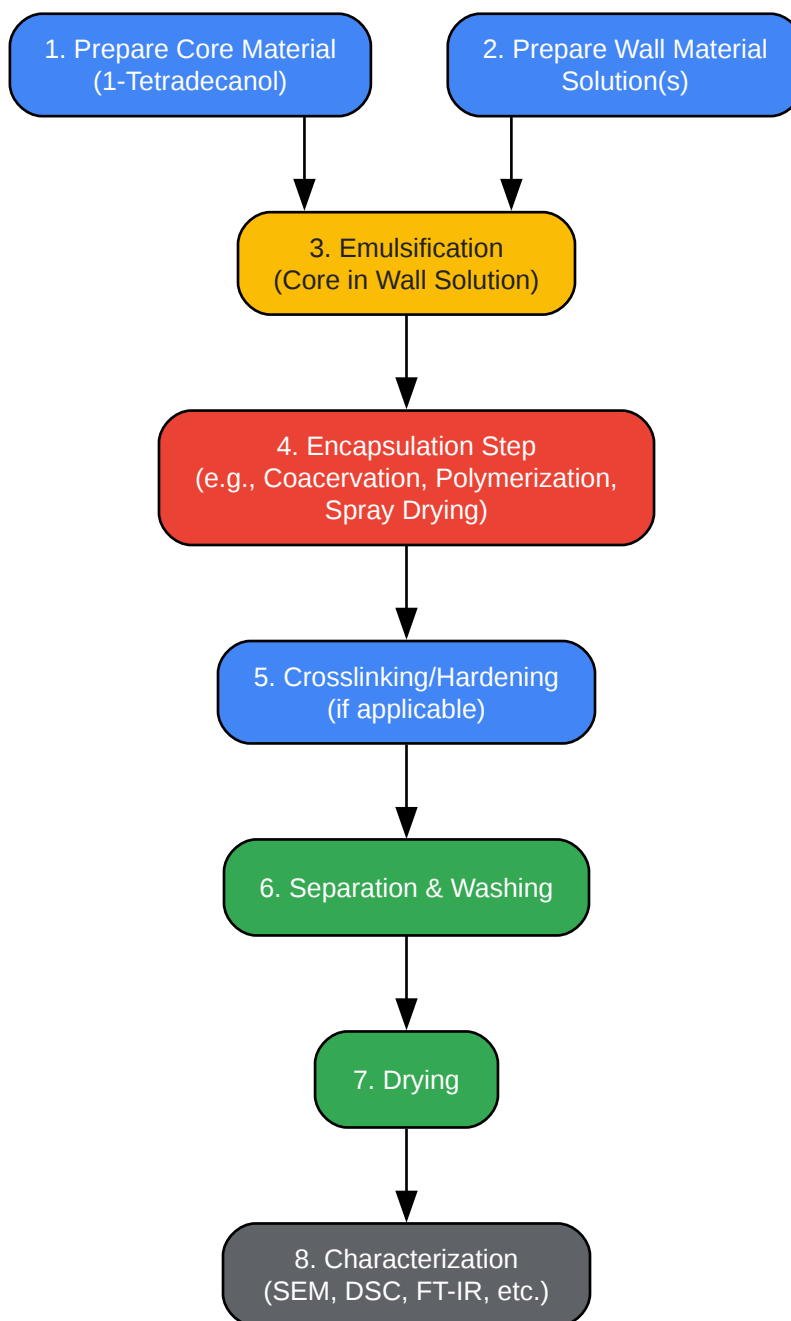 1. Prepare Core Material
(1-Tetradecanol)
2. Prepare Wall Material
Solution(s)
3. Emulsification
(Core in Wall Solution)
4. Encapsulation Step
(e.g., Coacervation, Polymerization,
Spray Drying)
5. Crosslinking/Hardening
(if applicable)
6. Separation & Washing
7. Drying
8. Characterization
(SEM, DSC, FT-IR, etc.)